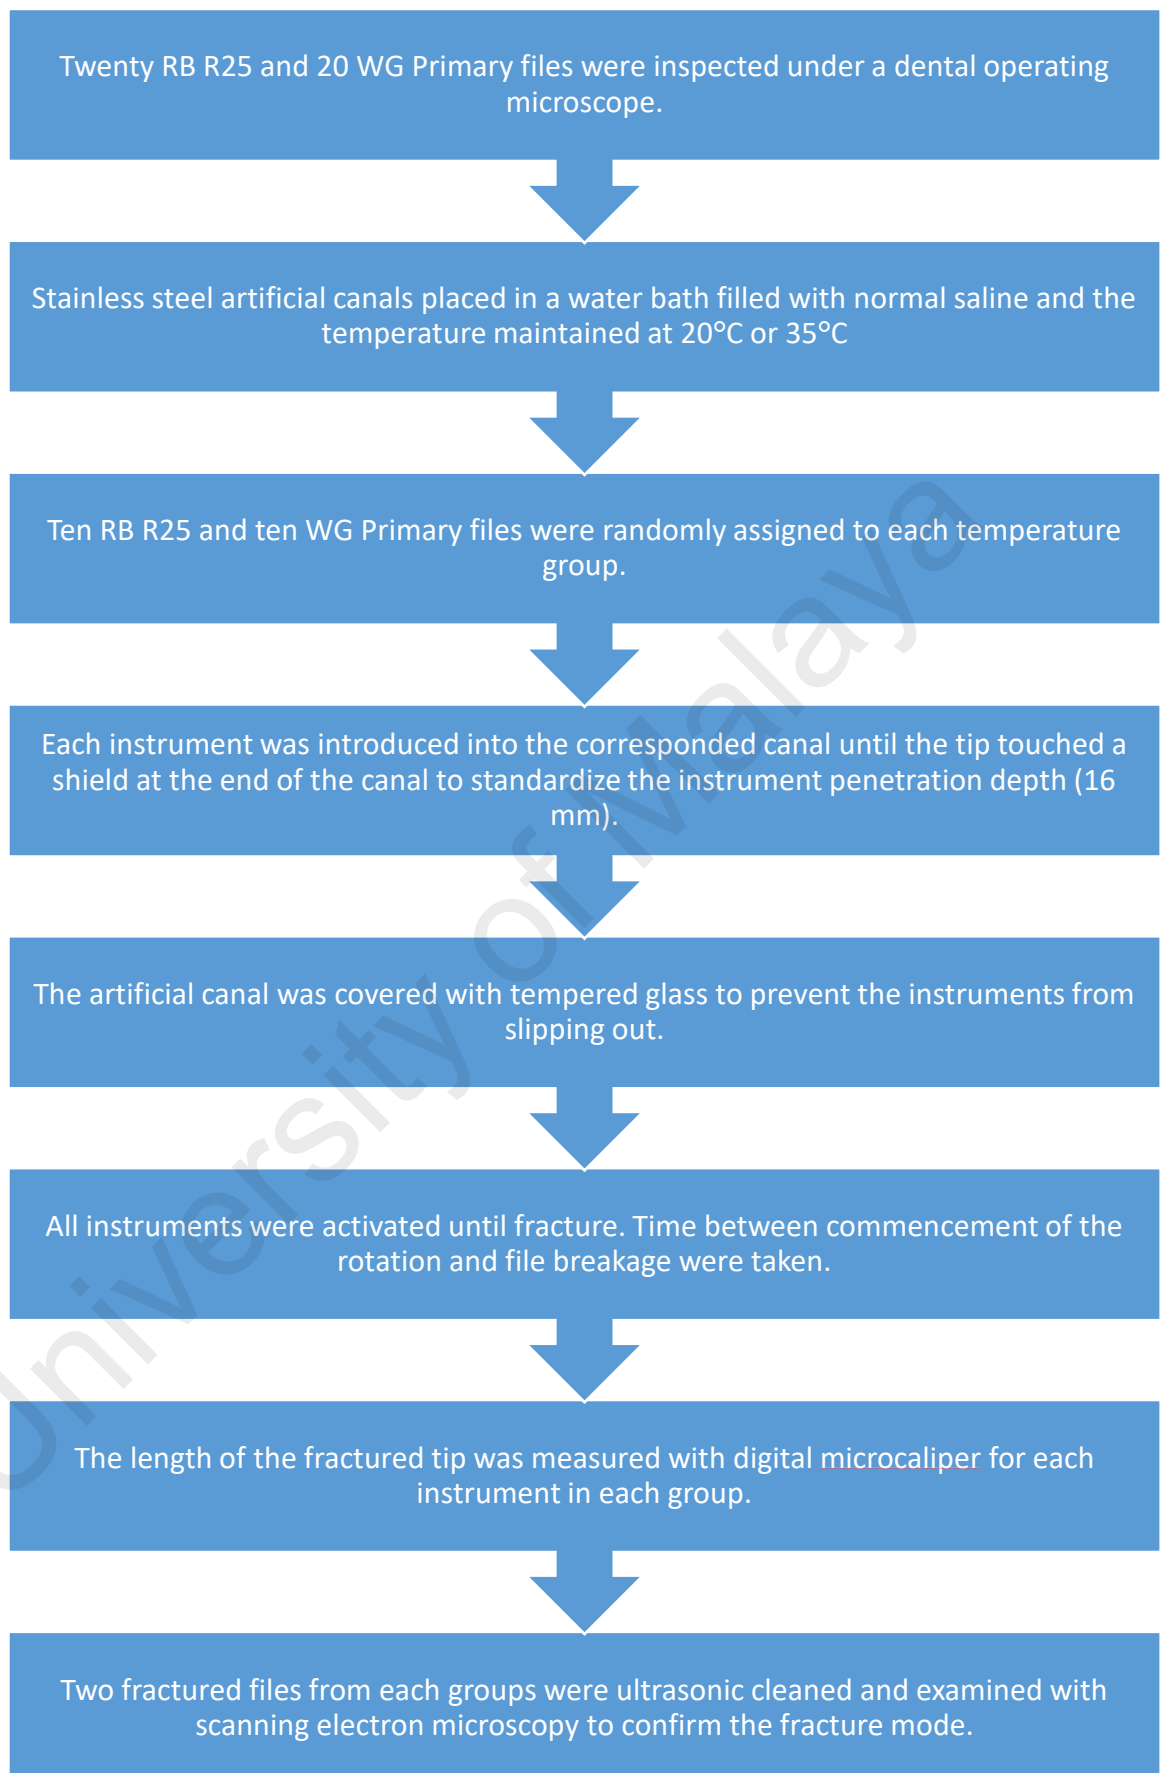 Twenty RB R25 and 20 WG Primary files were inspected under a dental operating
microscope.
Stainless steel artificial canals placed in a water bath filled with normal saline and the
temperature maintained at 20°C or 35°C
Ten RB R25 and ten WG Primary files were randomly assigned to each temperature
group.
Each instrument was introduced into the corresponded canal until the tip touched a
shield at the end of the canal to standardize the instrument penetration depth (16
mm).
The artificial canal was covered with tempered glass to prevent the instruments from
slipping out.
All instruments were activated until fracture. Time between commencement of the
rotation and file breakage were taken.
The length of the fractured tip was measured with digital microcaliper for each
instrument in each group.
Two fractured files from each groups were ultrasonic cleaned and examined with
scanning electron microscopy to confirm the fracture mode.
University of Malaya